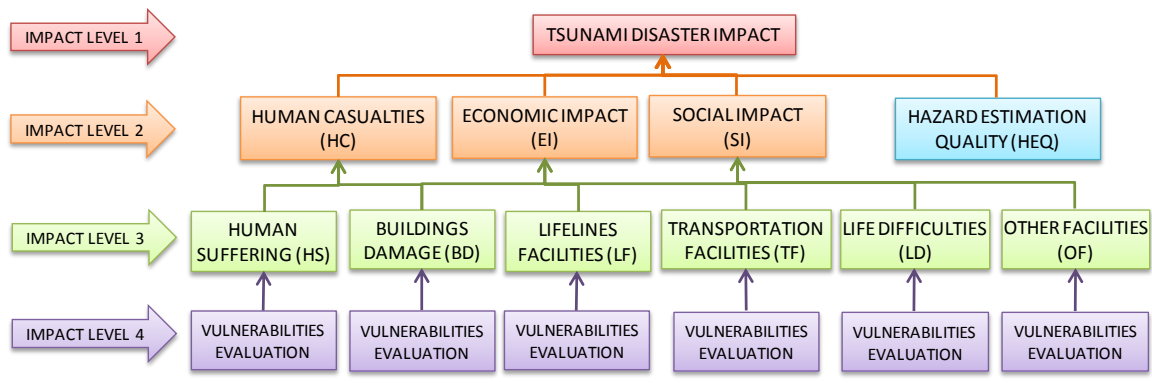 IMPACT LEVEL 1
TSUNAMI DISASTER IMPACT
IMPACT LEVEL 2
HUMAN CASUALTIES
(HC)
ECONOMIC IMPACT
(EI)
SOCIAL IMPACT
(SI)
HAZARD ESTIMATION
QUALITY (HEQ)
IMPACT LEVEL 3
HUMAN
SUFFERING (HS)
BUILDINGS
DAMAGE (BD)
LIFELINES
FACILITIES (LF)
TRANSPORTATION
FACILITIES (TF)
LIFE DIFFICULTIES
(LD)
OTHER FACILITIES
(OF)
IMPACT LEVEL 4
VULNERABILITIES
EVALUATION
VULNERABILITIES
EVALUATION
VULNERABILITIES
EVALUATION
VULNERABILITIES
EVALUATION
VULNERABILITIES
EVALUATION
VULNERABILITIES
EVALUATION